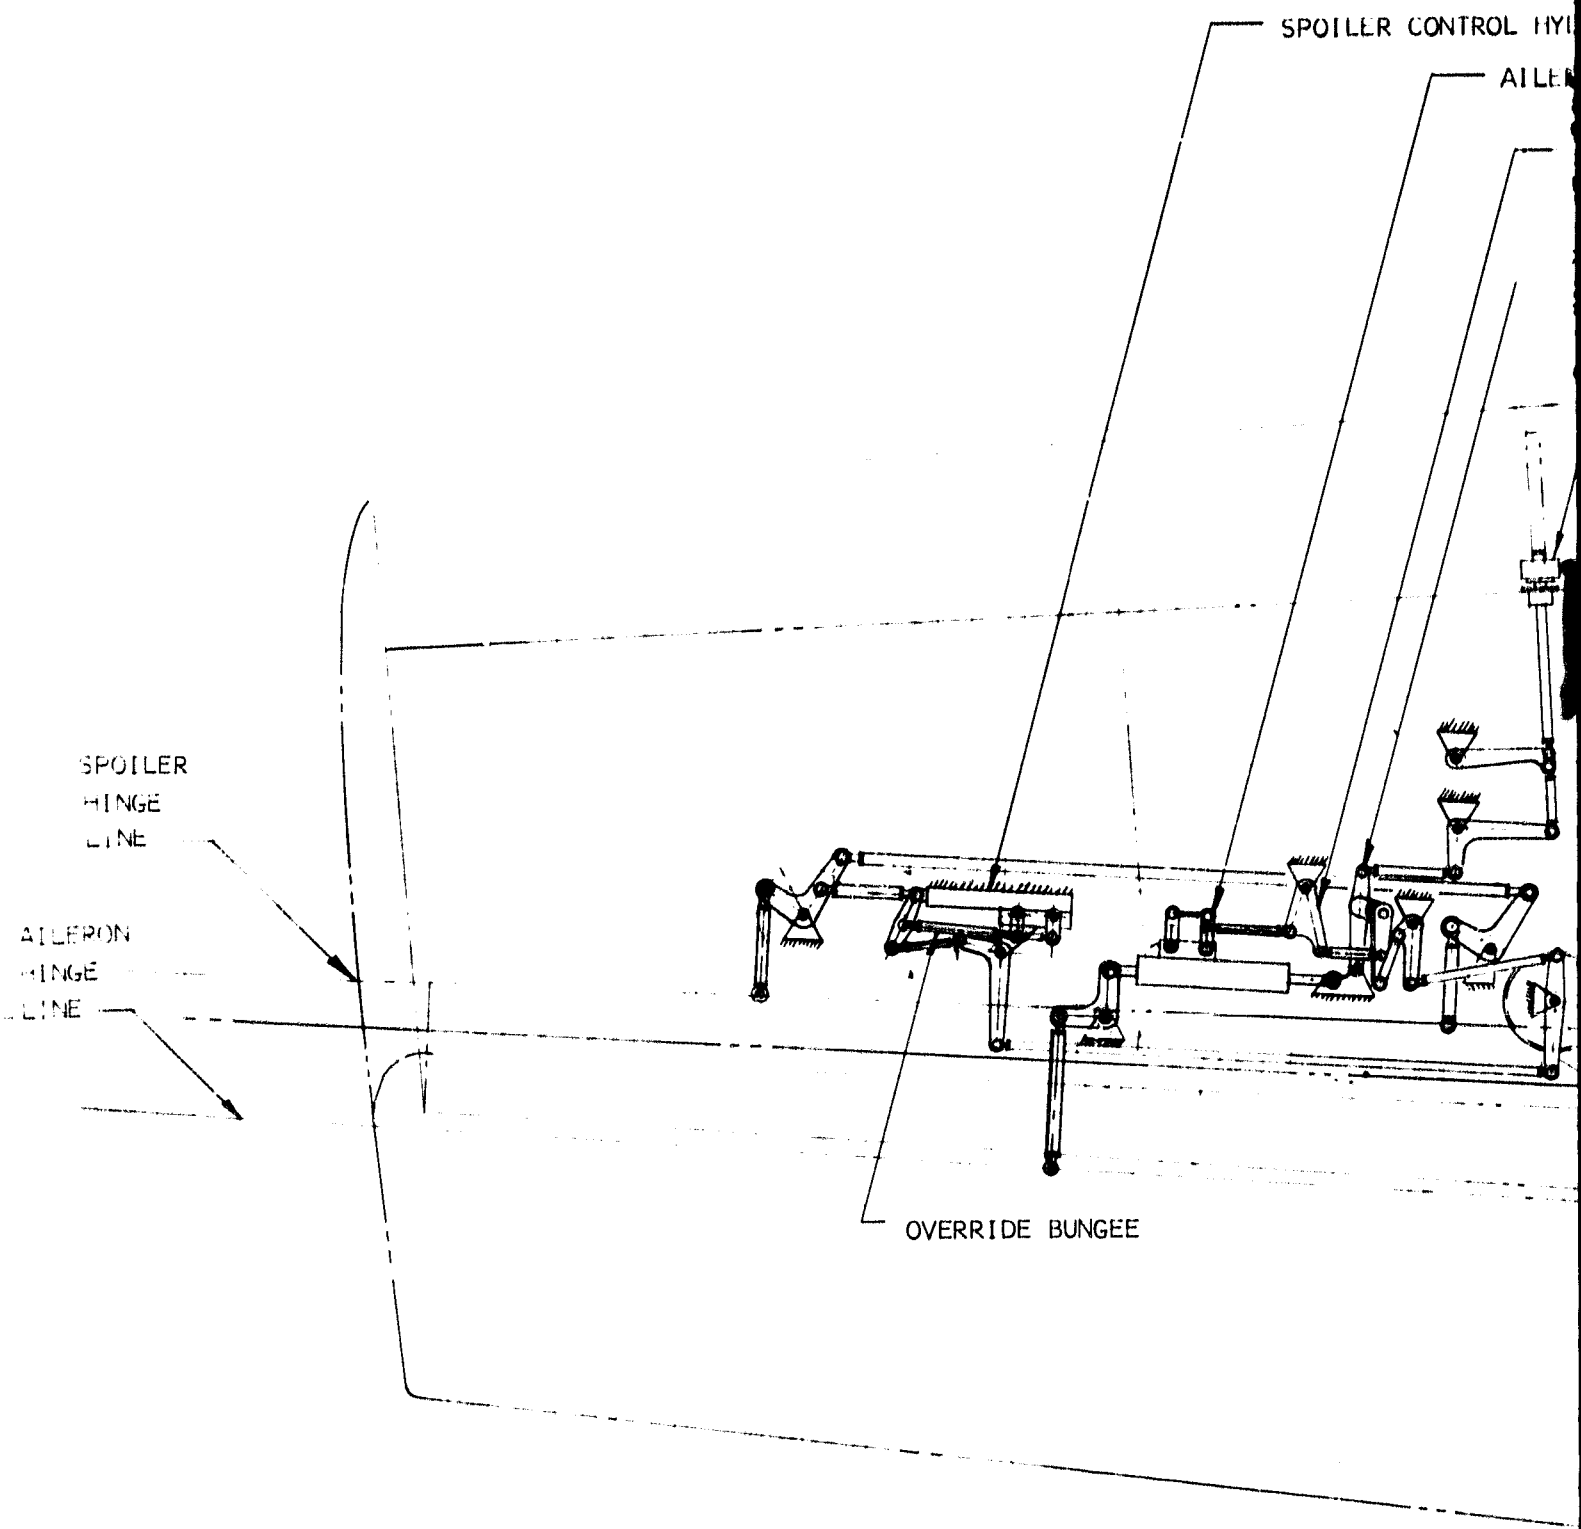 SPOILER CONTROL HY
AILE
SPOILER
HINGE
LINE
AILERON
HINGE
LINE
OVERRIDE BUNGEE